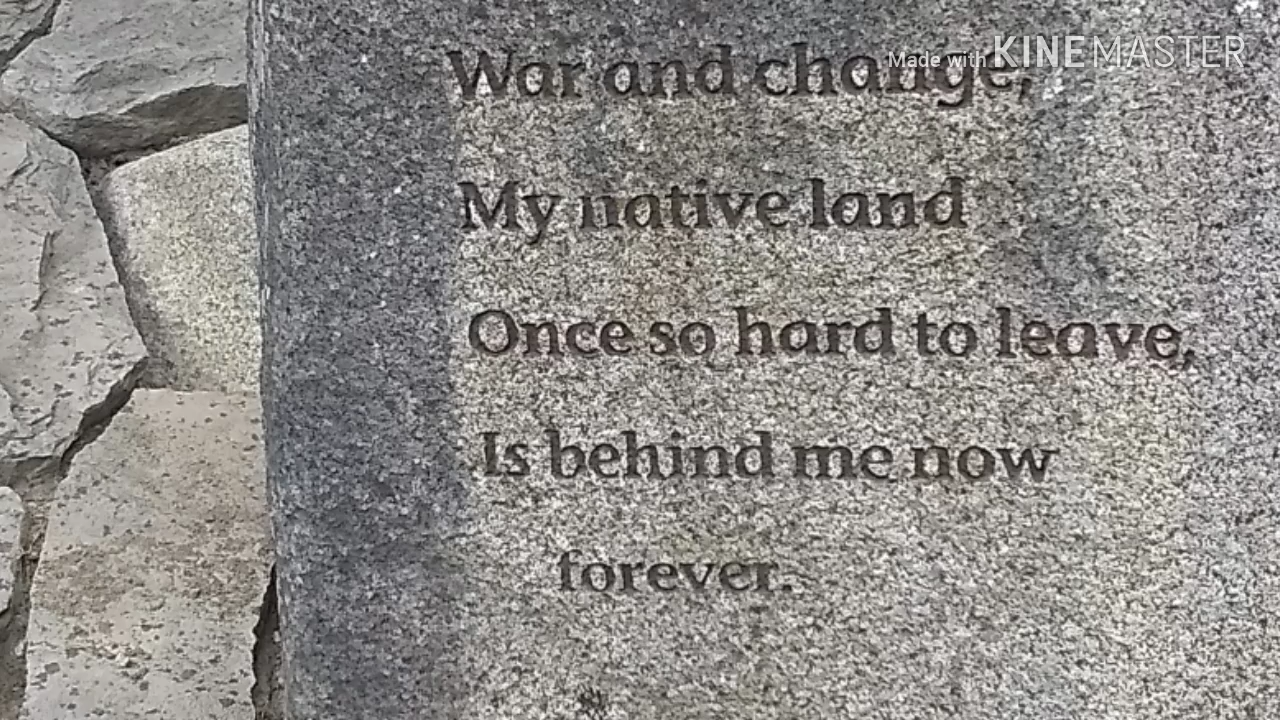 Made with KINEMASTER
War and change,
My native land
Once so hard to leave,
Is behind me now
forever.